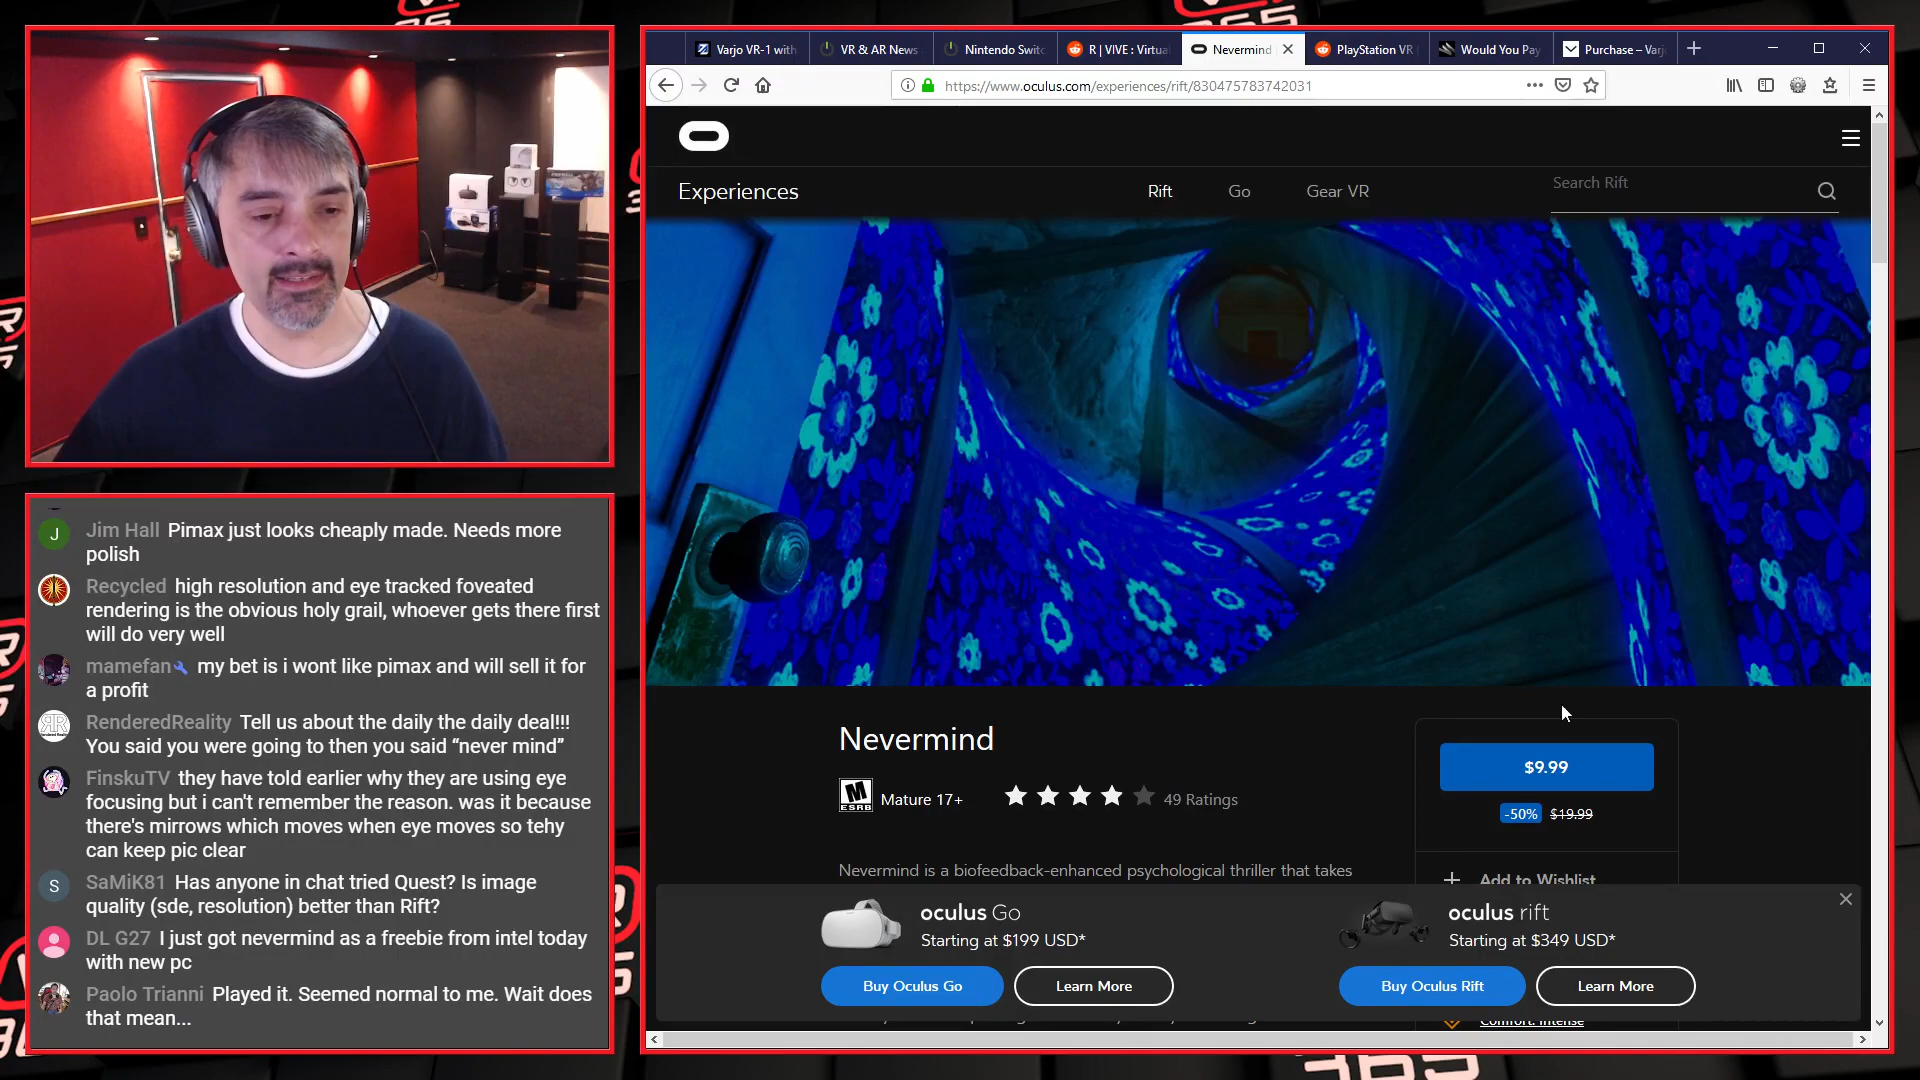 Varjo VR-1 with
VR & AR News
Nintendo Switc
R | VIVE : Virtua
Nevermind
PlayStation VR
Would You Pay
Purchase – Varj
https://www.oculus.com/experiences/rift/830475783742031
Experiences
Rift
Go
Gear VR
Search Rift
Nevermind
M
ESRB
Mature 17+
49 Ratings
$9.99
-50% $19.99
Nevermind is a biofeedback-enhanced psychological thriller that takes
Add to Wishlist
oculus Go
Starting at $199 USD*
Buy Oculus Go
Learn More
oculus rift
Starting at $349 USD*
Buy Oculus Rift
Learn More
Comfort: Intense
J
Jim Hall Pimax just looks cheaply made. Needs more
polish
Recycled high resolution and eye tracked foveated
rendering is the obvious holy grail, whoever gets there first
will do very well
mamefan my bet is i wont like pimax and will sell it for
a profit
RenderedReality Tell us about the daily the daily deal!!!
You said you were going to then you said “never mind”
FinskuTV they have told earlier why they are using eye
focusing but i can't remember the reason. was it because
there's mirrows which moves when eye moves so tehy
can keep pic clear
S
SaMiK81 Has anyone in chat tried Quest? Is image
quality (sde, resolution) better than Rift?
DL G27 I just got nevermind as a freebie from intel today
with new pc
Paolo Trianni Played it. Seemed normal to me. Wait does
that mean...